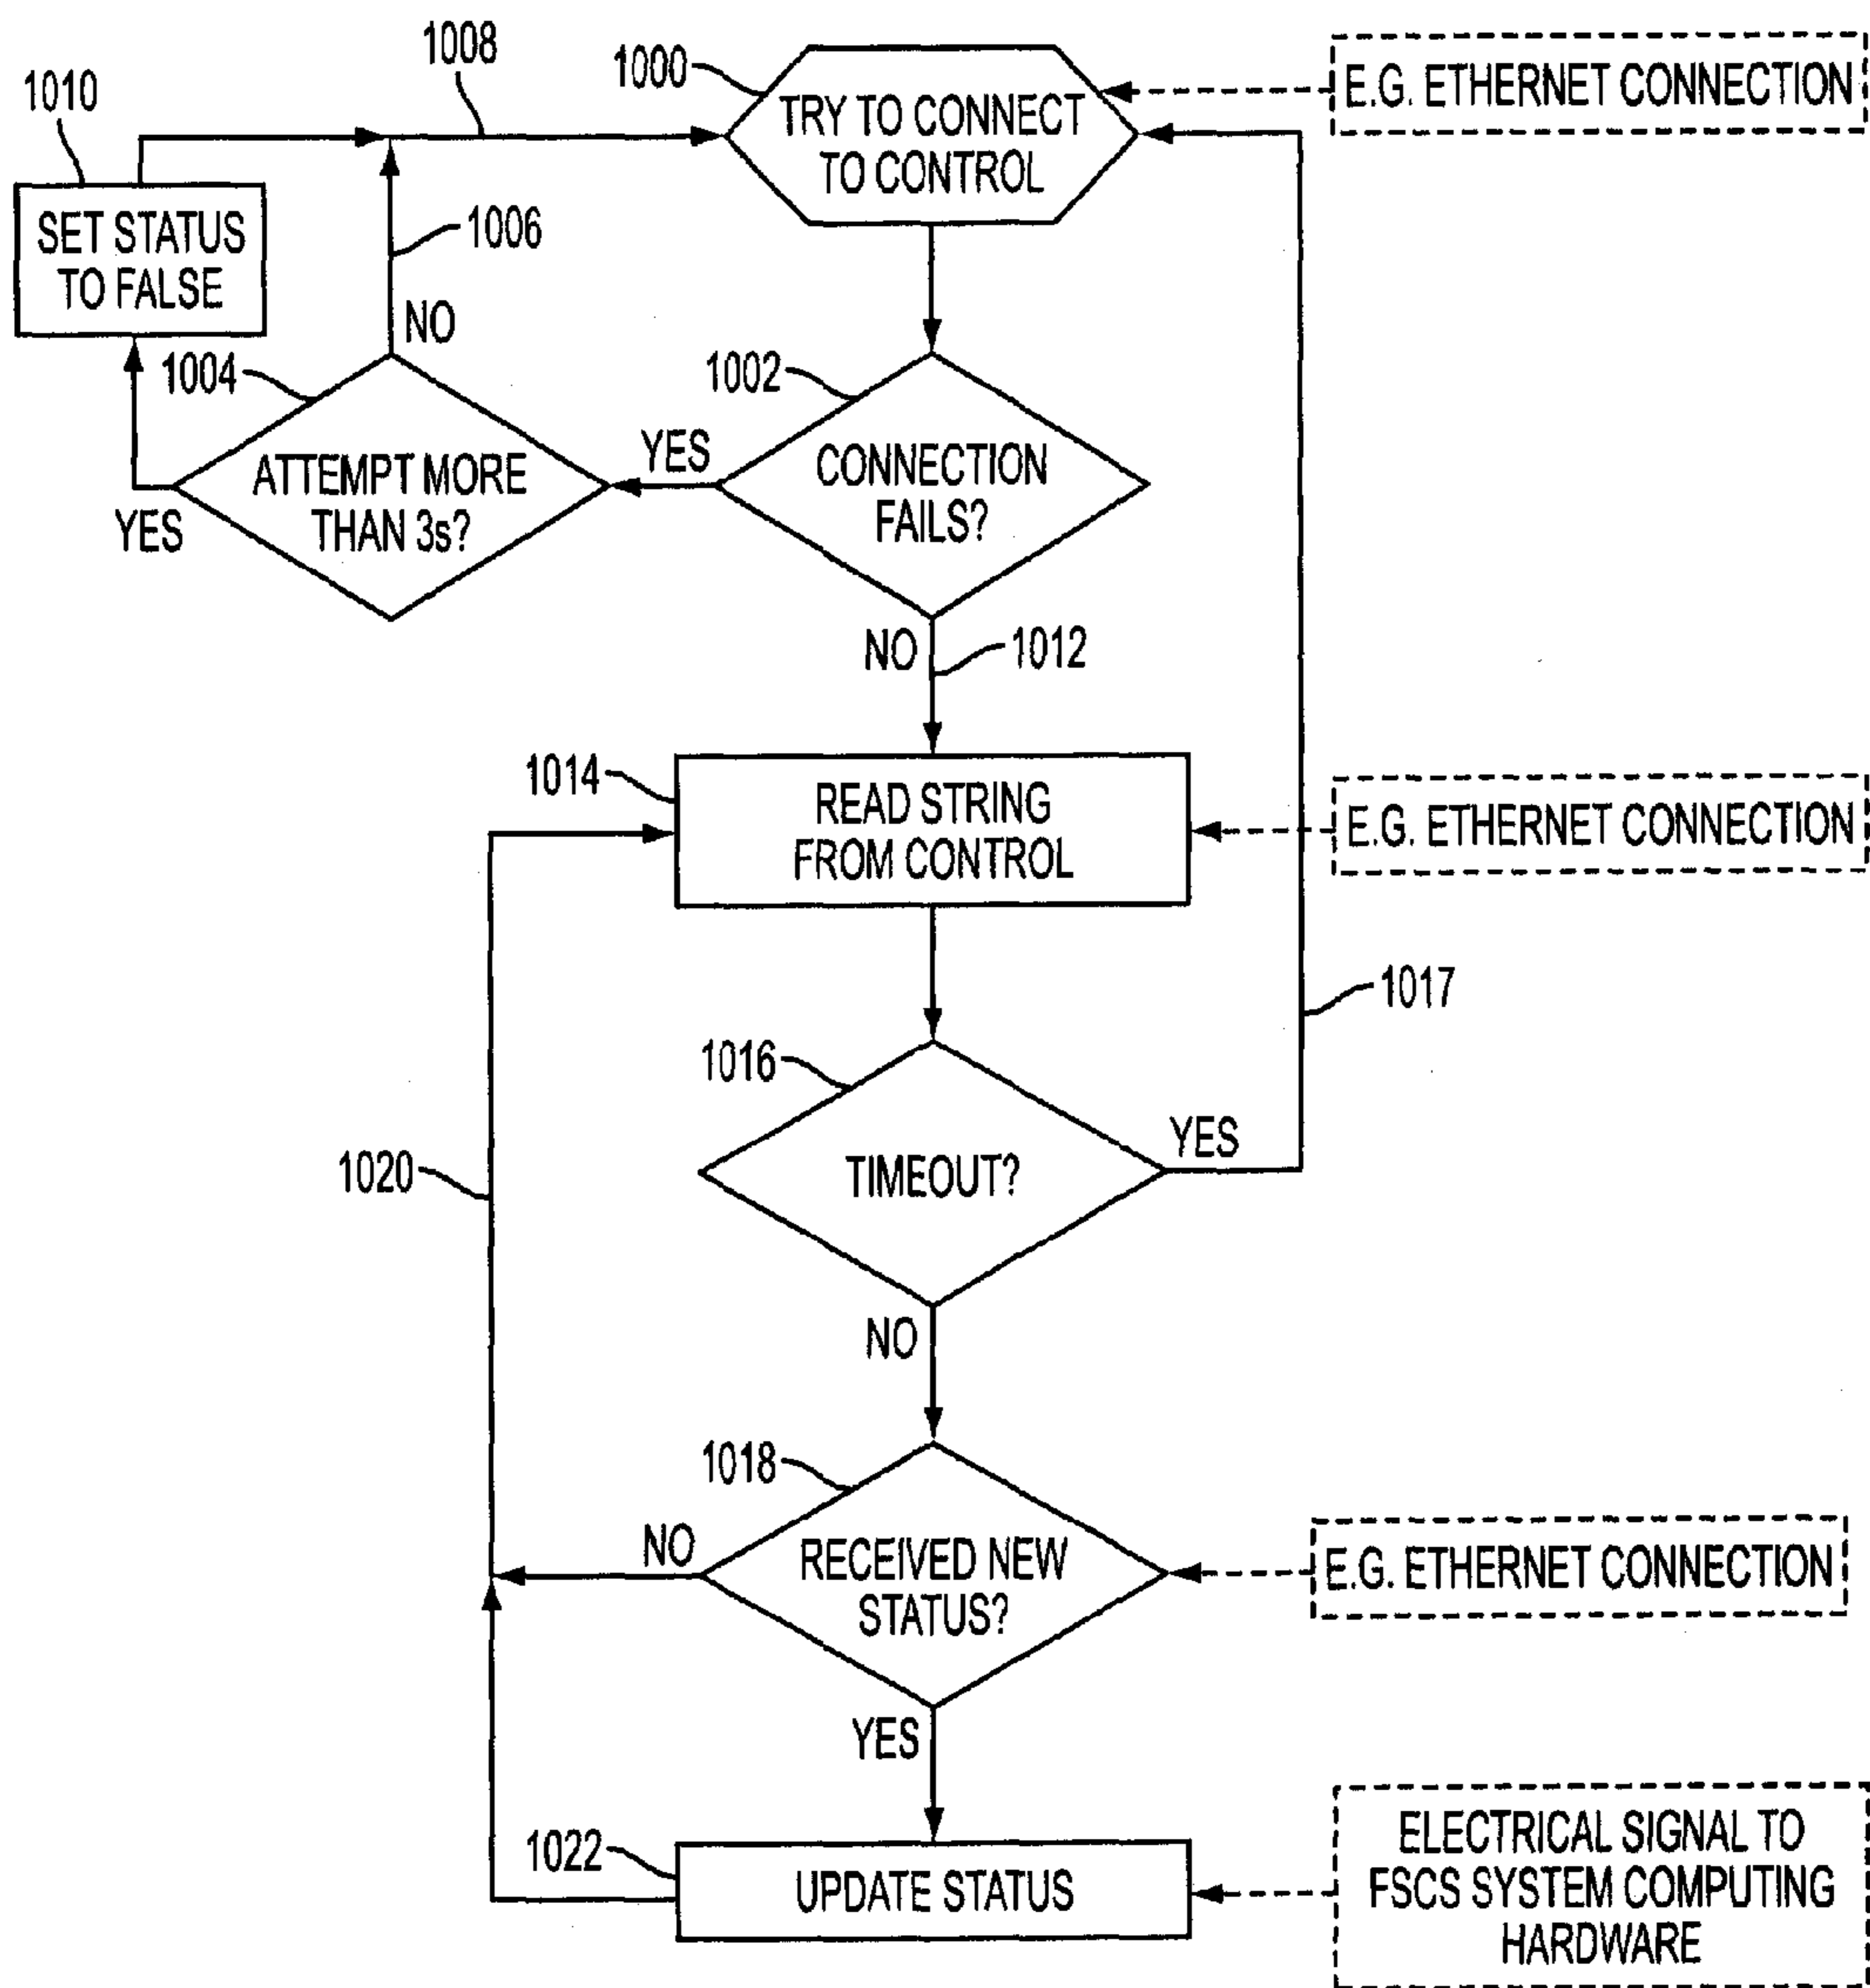 1008
1000
E.G. ETHERNET CONNECTION
1010
TRY TO CONNECT
TO CONTROL
SET STATUS
TO FALSE
1006
NO
1004
1002
YES
CONNECTION
FAILS?
ATTEMPT MORE
THAN 3s?
YES
NO
1012
1014
READ STRING
FROM CONTROL
E.G. ETHERNET CONNECTION
1017
1016
YES
TIMEOUT?
1020
NO
1018
NO
RECEIVED NEW
STATUS?
E.G. ETHERNET CONNECTION
YES
1022
UPDATE STATUS
ELECTRICAL SIGNAL TO
FSCS SYSTEM COMPUTING
HARDWARE